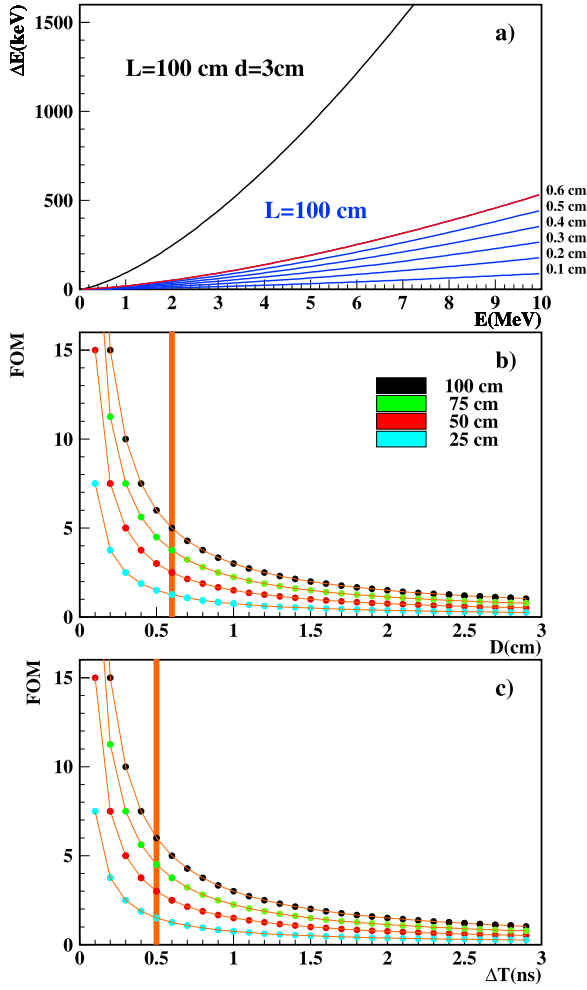 ΔE(keV)
1500
1000
500
0
a)
L=100 cm d=3cm
L=100 cm
0.6 cm
0.5 cm
0.4 cm
0.3 cm
0.2 cm
0.1 cm
0 1 2 3 4 5 6 7 8 9 10
E(MeV)
FOM
15
10
5
0
b)
100 cm
75 cm
50 cm
25 cm
0 0.5 1 1.5 2 2.5 3
D(cm)
FOM
15
10
5
0
c)
0 0.5 1 1.5 2 2.5 3
ΔT(ns)